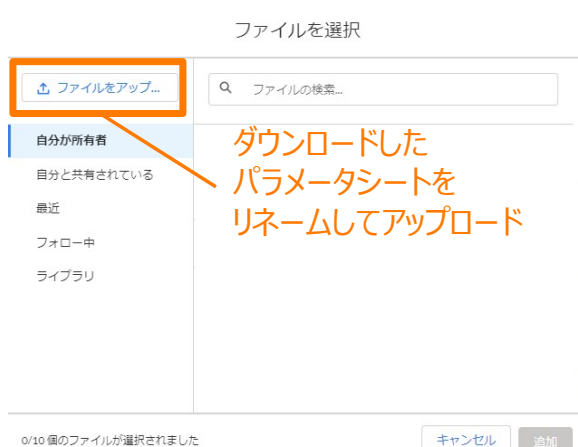 ファイルを選択
ファイルをアップ...
ファイルの検索...
自分が所有者
自分と共有されている
最近
フォロー中
ライブラリ
ダウンロードした
パラメータシートを
リネームしてアップロード
0/10 個のファイルが選択されました
キャンセル
追加